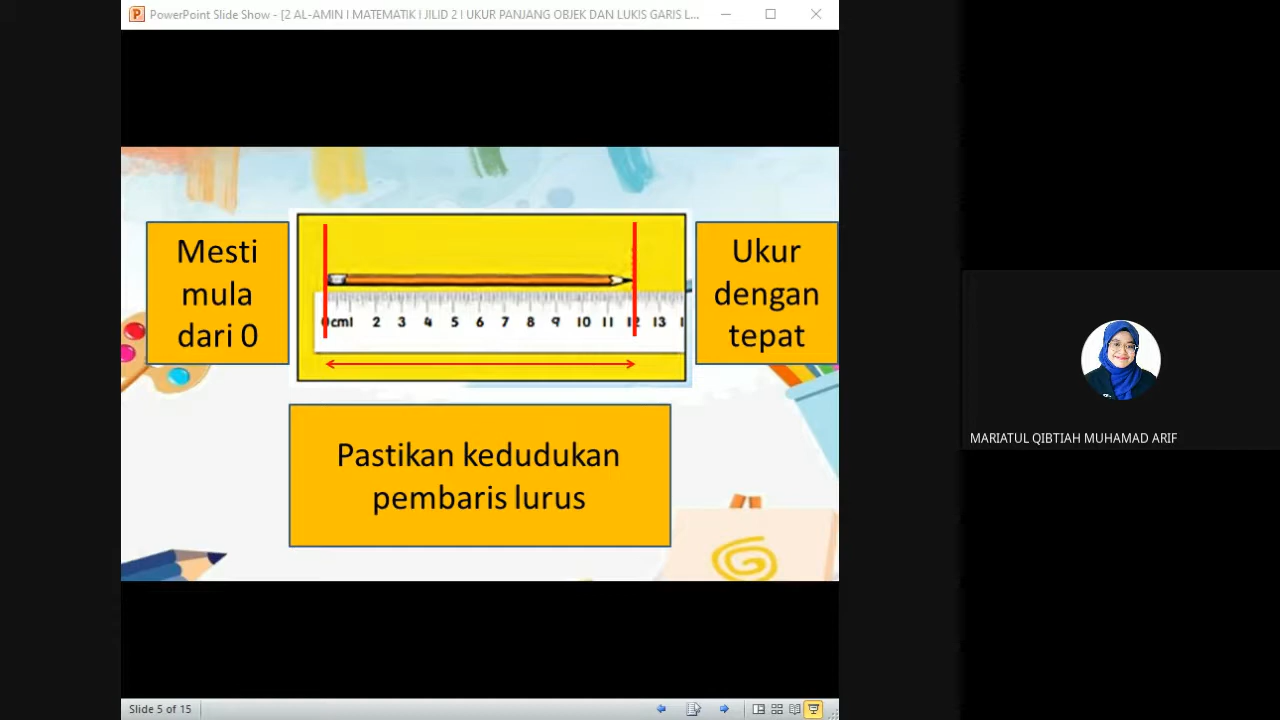 PowerPoint Slide Show - [2 AL-AMIN I MATEMATIK I JILID 2 I UKUR PANJANG OBJEK DAN LUKIS GARIS L...
Mesti
mula
dari 0
0cm1 2 3 4 5 6 7 8 9 10 11 12 13
Ukur
dengan
tepat
Pastikan kedudukan
pembaris lurus
MARIATUL QIBTIAH MUHAMAD ARIF
Slide 5 of 15